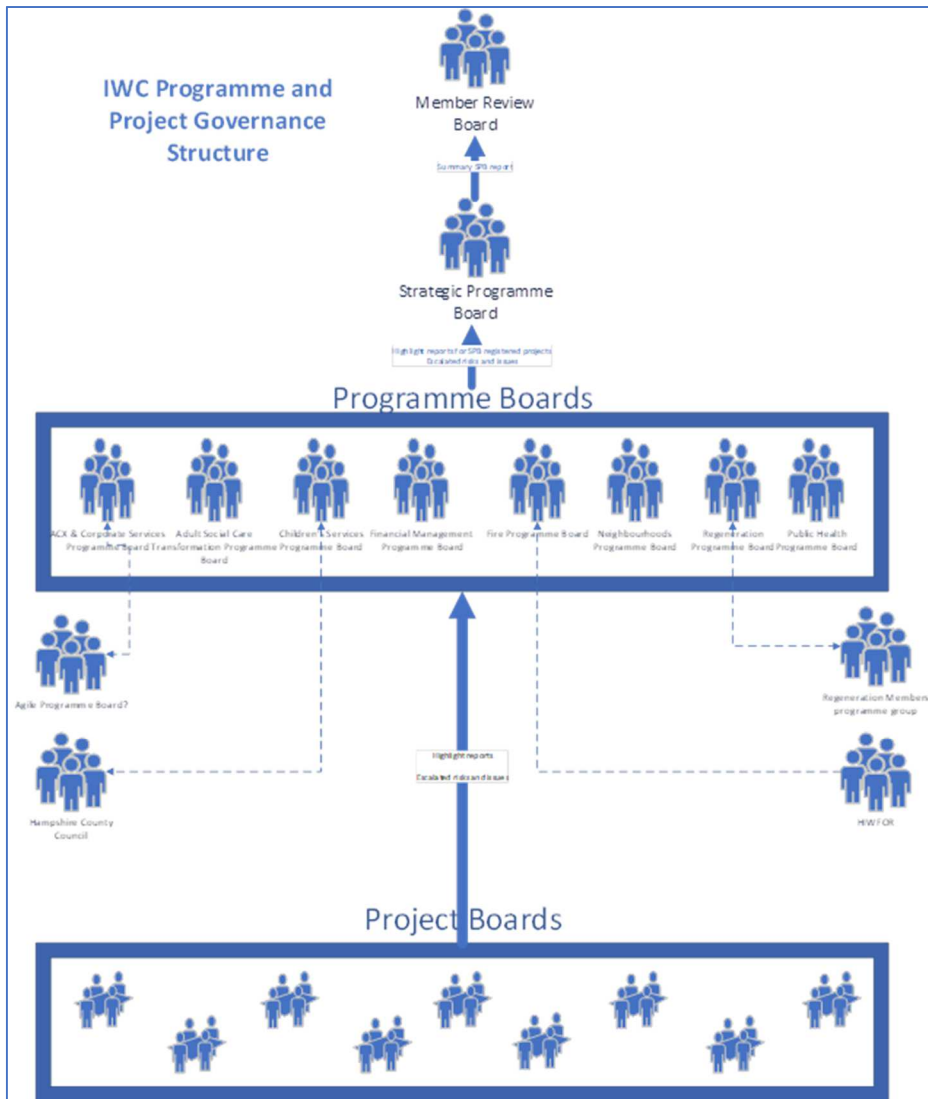 IWC Programme and
Project Governance
Structure
Member Review
Board
Summary SPB report
Strategic Programme
Board
Highlight reports for SPB registered projects
Escalated risks and issues
Programme Boards
ACX & Corporate Services
Programme Board
Adult Social Care
Transformation Programme
Board
Children's Services
Programme Board
Financial Management
Programme Board
Fire Programme Board
Neighbourhoods
Programme Board
Regeneration
Programme Board
Public Health
Programme Board
Agile Programme Board?
Regeneration Members
programme group
Highlight reports
Escalated risks and issues
Hampshire County
Council
HIWFOR
Project Boards